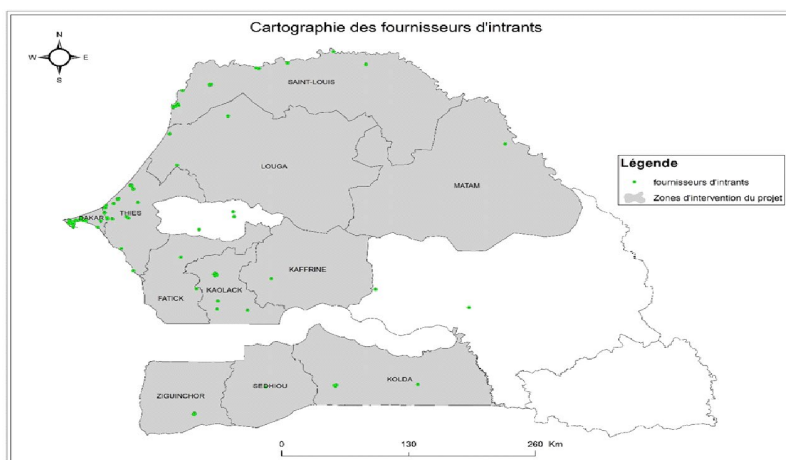 Cartographie des fournisseurs d'intrants
N
W E
S
SAINT-LOUIS
LOUGA
MATAM
Légende
fournisseurs d'intrants
Zones d'intervention du projet
DAKAR
THIES
KAFFRINE
FATICK
KAOLACK
ZIGUINCHOR
SEDHIOU
KOLDA
0 130 260 Km